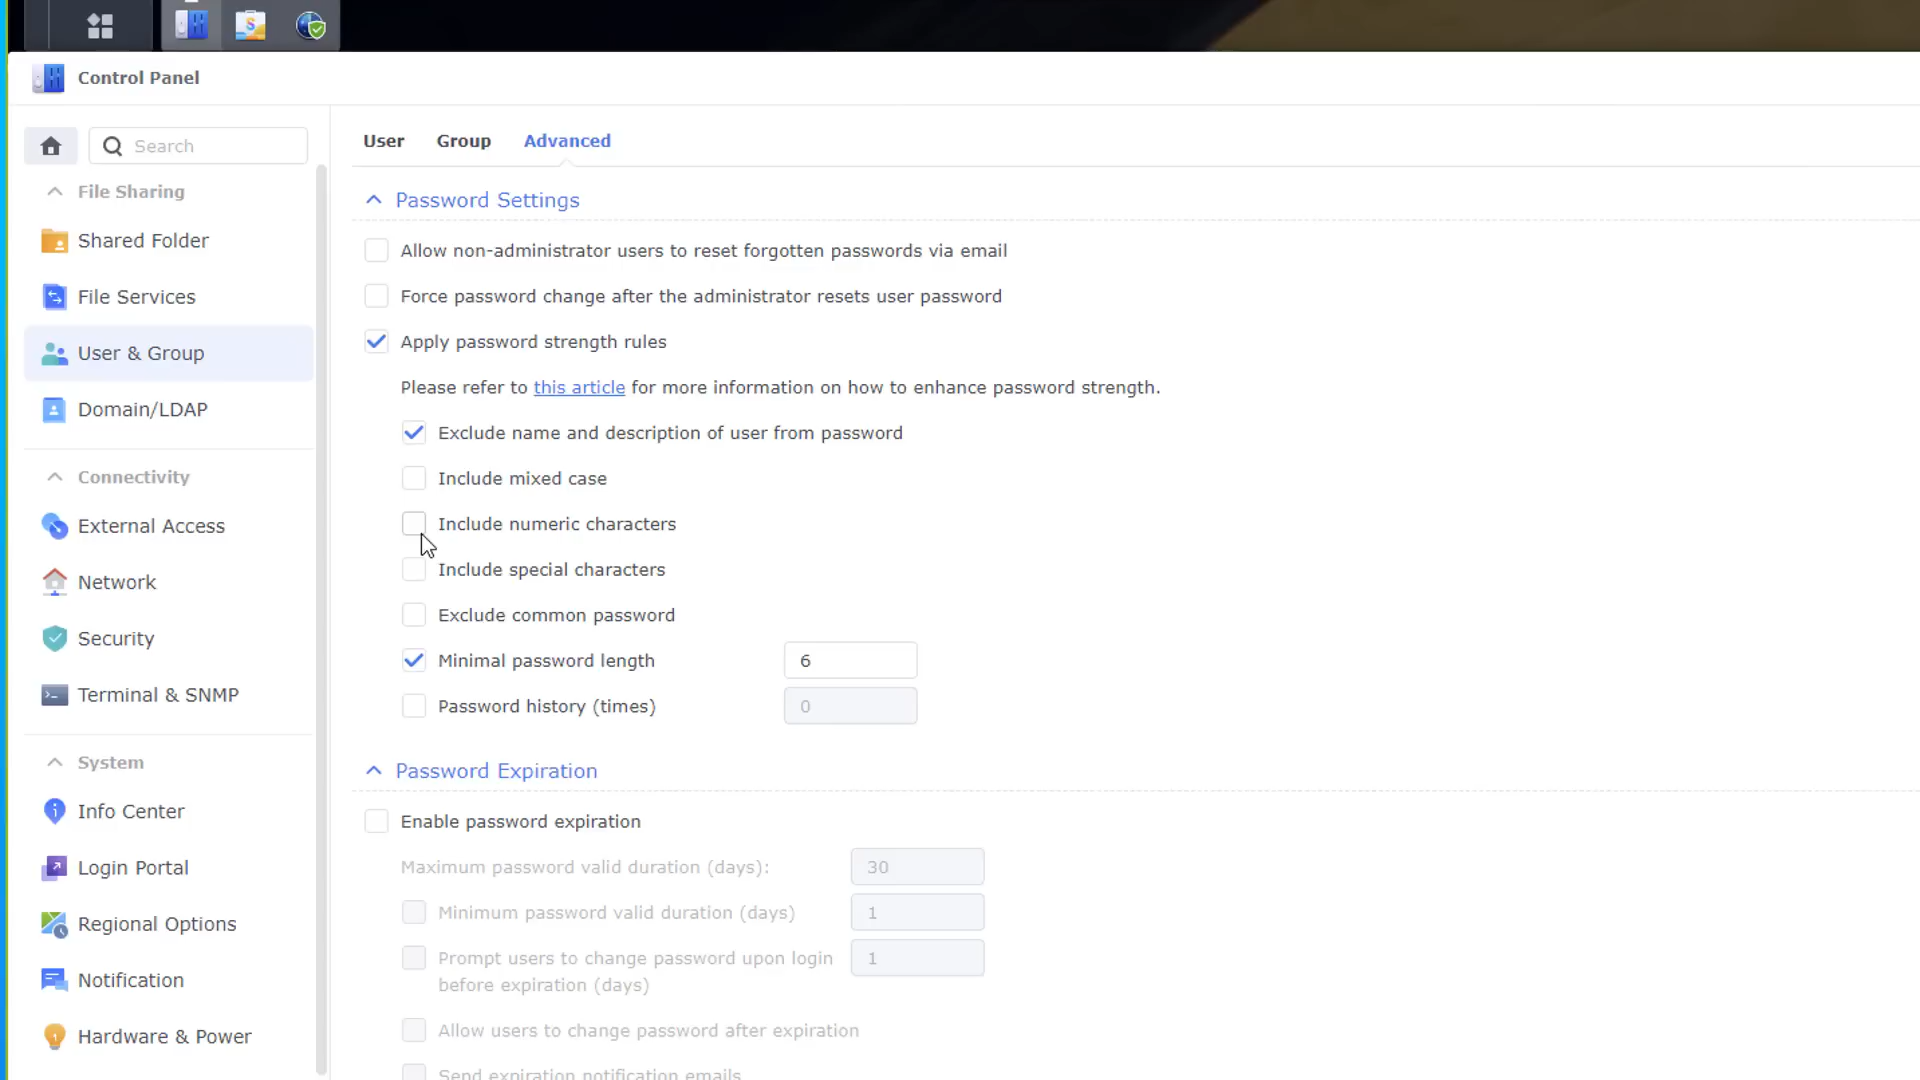 Control Panel
Search
File Sharing
Shared Folder
File Services
User & Group
Domain/LDAP
Connectivity
External Access
Network
Security
Terminal & SNMP
System
Info Center
Login Portal
Regional Options
Notification
Hardware & Power
User Group Advanced
Password Settings
Allow non-administrator users to reset forgotten passwords via email
Force password change after the administrator resets user password
Apply password strength rules
Please refer to this article for more information on how to enhance password strength.
Exclude name and description of user from password
Include mixed case
Include numeric characters
Include special characters
Exclude common password
Minimal password length 6
Password history (times) 0
Password Expiration
Enable password expiration
Maximum password valid duration (days): 30
Minimum password valid duration (days) 1
Prompt users to change password upon login 1
before expiration (days)
Allow users to change password after expiration
Send expiration notification emails